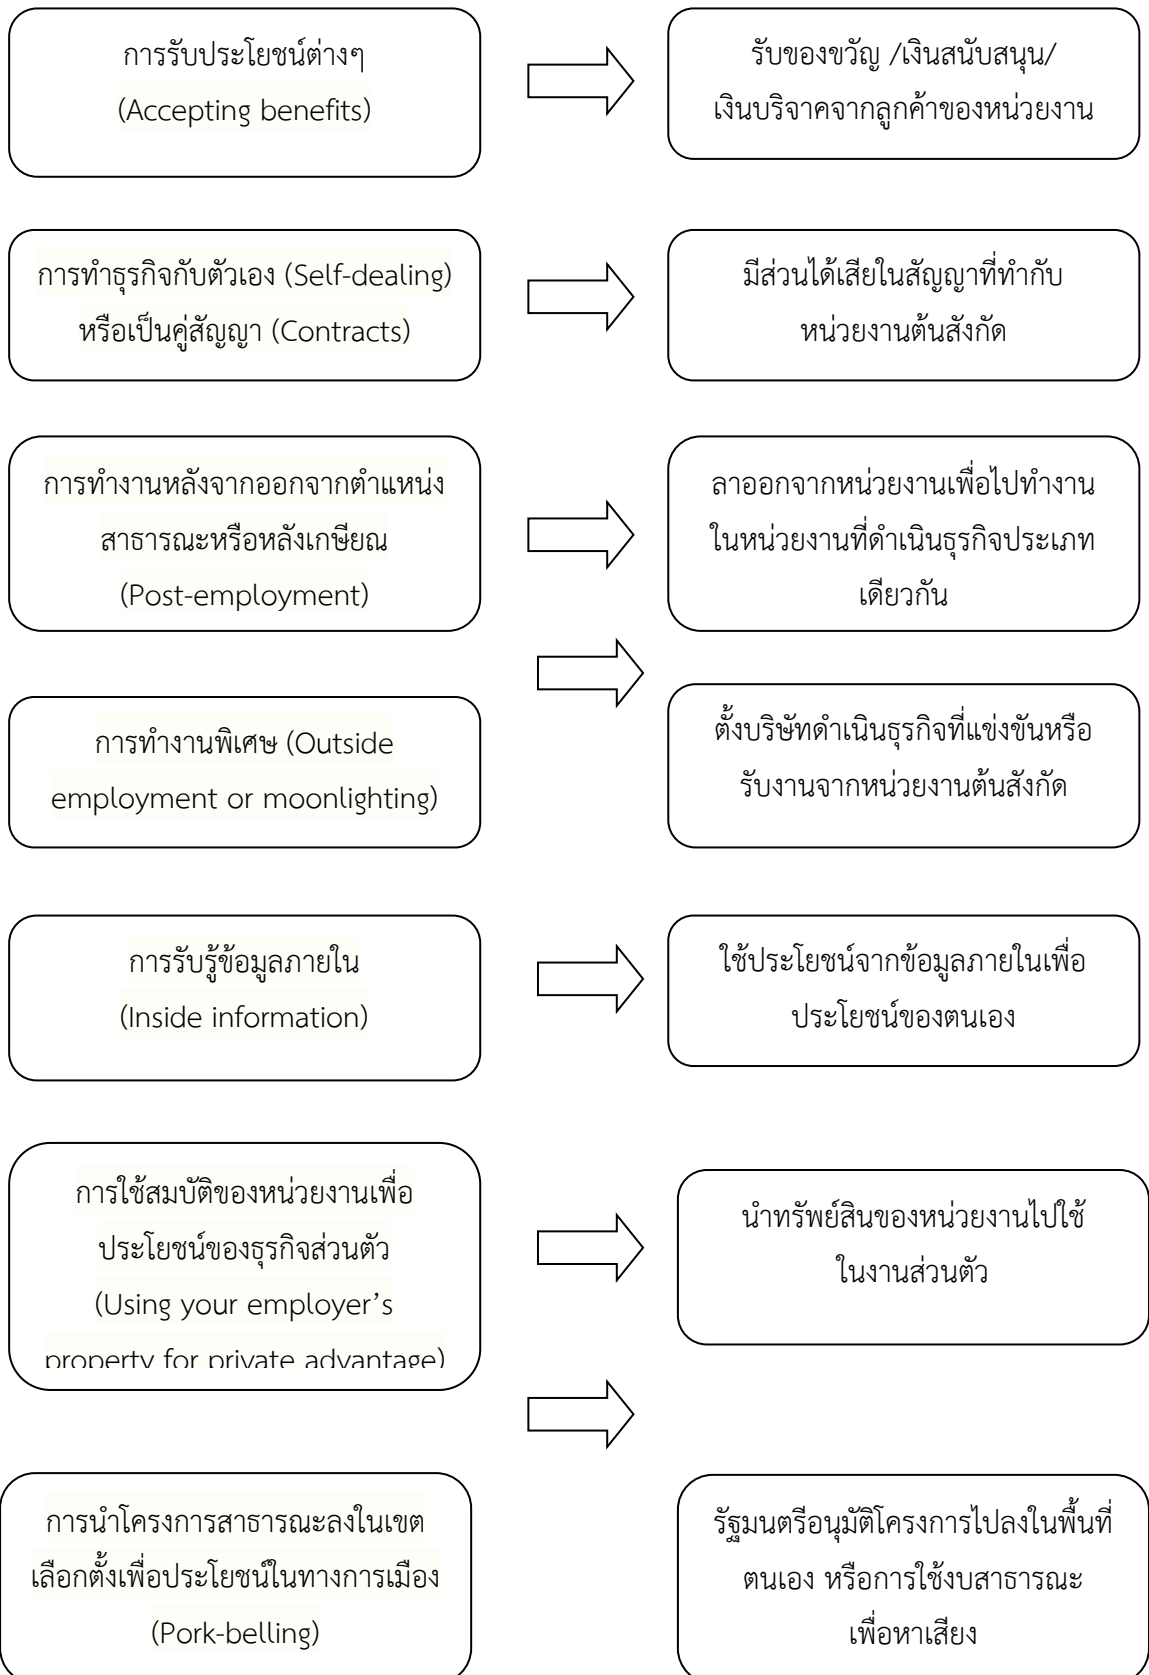 การรับประโยชน์ต่างๆ
(Accepting benefits)
รับของขวัญ /เงินสนับสนุน/
เงินบริจาคจากลูกค้าของหน่วยงาน
การทำธุรกิจกับตัวเอง (Self-dealing)
หรือเป็นคู่สัญญา (Contracts)
มีส่วนได้เสียในสัญญาที่ทำกับ
หน่วยงานต้นสังกัด
การทำงานหลังจากออกจากตำแหน่ง
สาธารณะหรือหลังเกษียณ
(Post-employment)
ลาออกจากหน่วยงานเพื่อไปทำงาน
ในหน่วยงานที่ดำเนินธุรกิจประเภท
เดียวกัน
การทำงานพิเศษ (Outside
employment or moonlighting)
ตั้งบริษัทดำเนินธุรกิจที่แข่งขันหรือ
รับงานจากหน่วยงานต้นสังกัด
การรับรู้ข้อมูลภายใน
(Inside information)
ใช้ประโยชน์จากข้อมูลภายในเพื่อ
ประโยชน์ของตนเอง
การใช้สมบัติของหน่วยงานเพื่อ
ประโยชน์ของธุรกิจส่วนตัว
(Using your employer’s
property for private advantage)
นำทรัพย์สินของหน่วยงานไปใช้
ในงานส่วนตัว
การนำโครงการสาธารณะลงในเขต
เลือกตั้งเพื่อประโยชน์ในทางการเมือง
(Pork-belling)
รัฐมนตรีอนุมัติโครงการไปลงในพื้นที่
ตนเอง หรือการใช้งบสาธารณะ
เพื่อหาเสียง